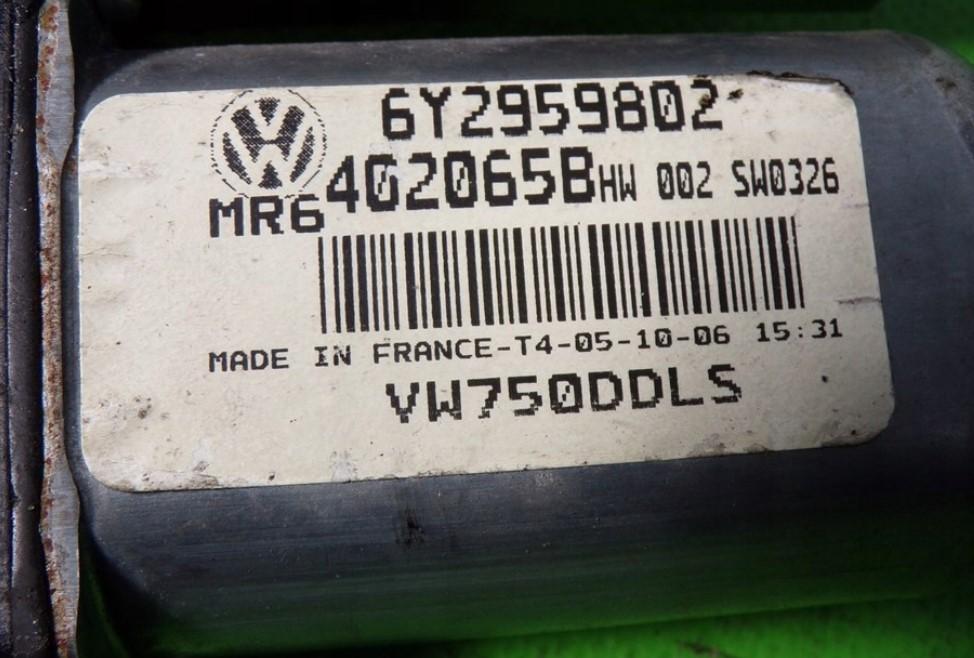 6Y2959802
MR6 402065B HW 002 SW0326
MADE IN FRANCE-T4-05-10-06 15:31
VW750DDLS